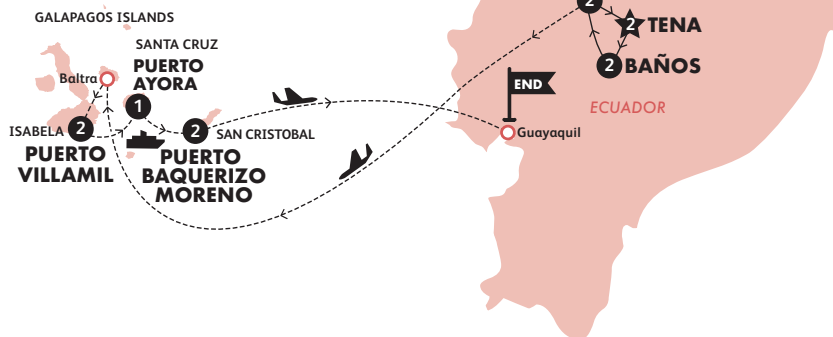 GALAPAGOS ISLANDS
SANTA CRUZ
PUERTO
AYORA
Baltra
1
ISABELA
2
PUERTO
VILLAMIL
2
SAN CRISTOBAL
PUERTO
BAQUERIZO
MORENO
2
2
TENA
2
BAÑOS
END
ECUADOR
Guayaquil